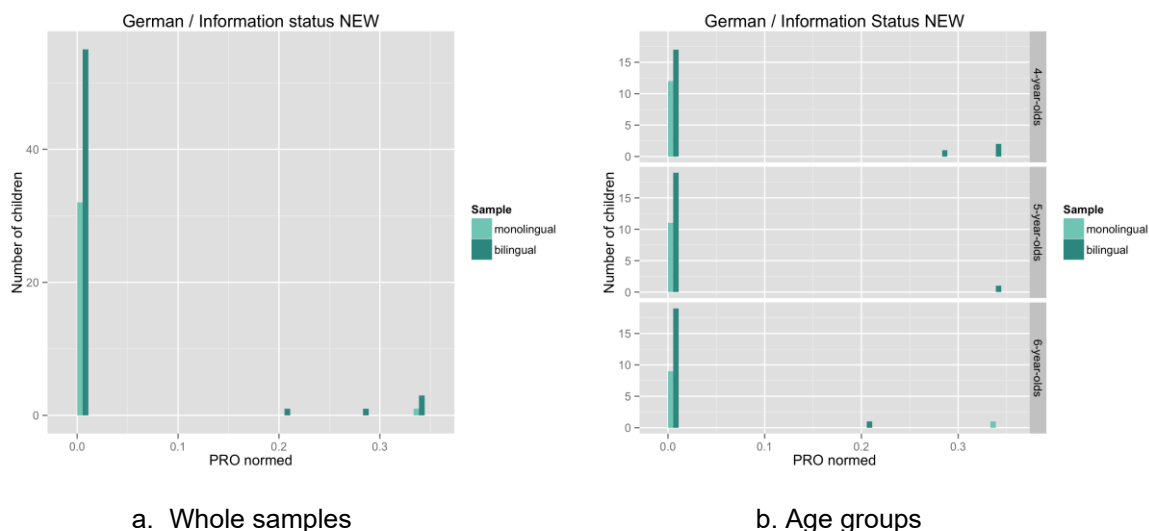 German / Information status NEW
Number of children
40
20
0
0.0 0.1 0.2 0.3
PRO normed
Sample
monolingual
bilingual
a. Whole samples
German / Information Status NEW
Number of children
15
10
5
0
4-year-olds
15
10
5
0
5-year-olds
15
10
5
0
6-year-olds
0.0 0.1 0.2 0.3
PRO normed
Sample
monolingual
bilingual
b. Age groups